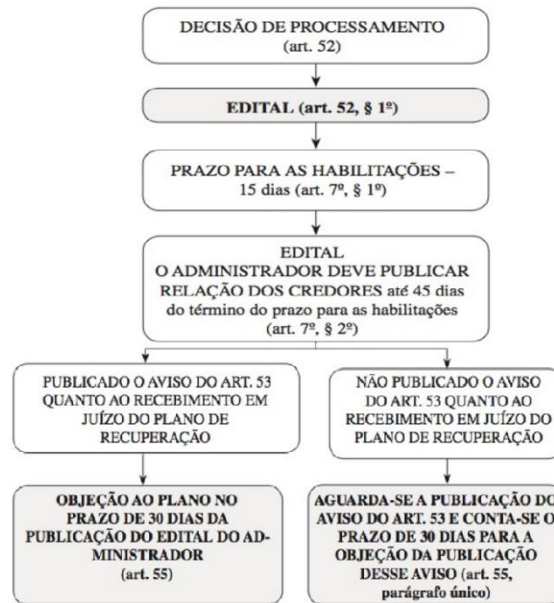 DECISÃO DE PROCESSAMENTO
(art. 52)
EDITAL (art. 52, § 1º)
PRAZO PARA AS HABILITAÇÕES –
15 dias (art. 7º, § 1º)
EDITAL
O ADMINISTRADOR DEVE PUBLICAR
RELAÇÃO DOS CREDORES até 45 dias
do término do prazo para as habilitações
(art. 7º, § 2º)
PUBLICADO O AVISO DO ART. 53
QUANTO AO RECEBIMENTO EM
JUÍZO DO PLANO DE
RECUPERAÇÃO
NÃO PUBLICADO O AVISO
DO ART. 53 QUANTO AO
RECEBIMENTO EM JUÍZO DO
PLANO DE RECUPERAÇÃO
OBJEÇÃO AO PLANO NO
PRAZO DE 30 DIAS DA
PUBLICAÇÃO DO EDITAL DO AD-
MINISTRADOR
(art. 55)
AGUARDA-SE A PUBLICAÇÃO DO
AVISO DO ART. 53 E CONTA-SE O
PRAZO DE 30 DIAS PARA A
OBJEÇÃO DA PUBLICAÇÃO
DESSE AVISO (art. 55,
parágrafo único)